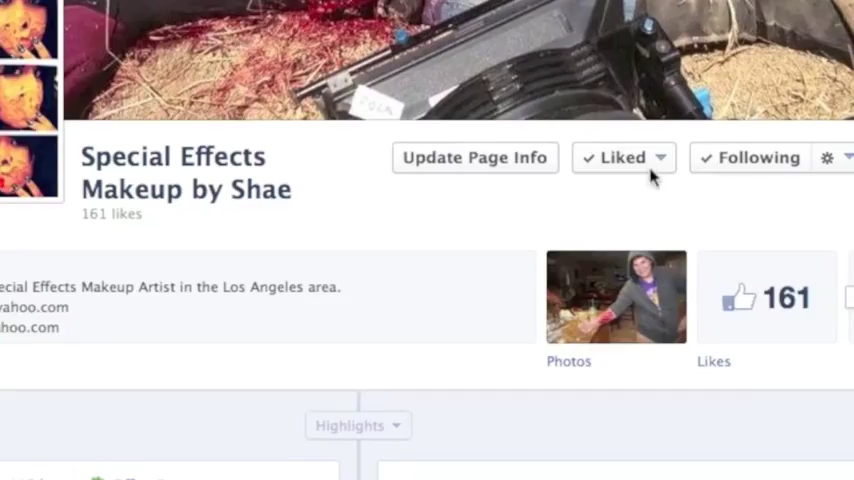 Special Effects
Makeup by Shae
161 likes
Update Page Info
✓ Liked
✓ Following
ecial Effects Makeup Artist in the Los Angeles area.
yahoo.com
hoo.com
161
Photos
Likes
Highlights